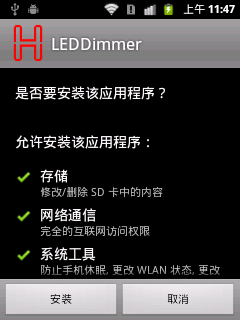 上午 11:47
LEDDimmer
是否要安装该应用程序？
允许安装该应用程序：
存储
修改/删除 SD 卡中的内容
网络通信
完全的互联网访问权限
系统工具
防止手机休眠, 更改 WLAN 状态, 更改
安装
取消